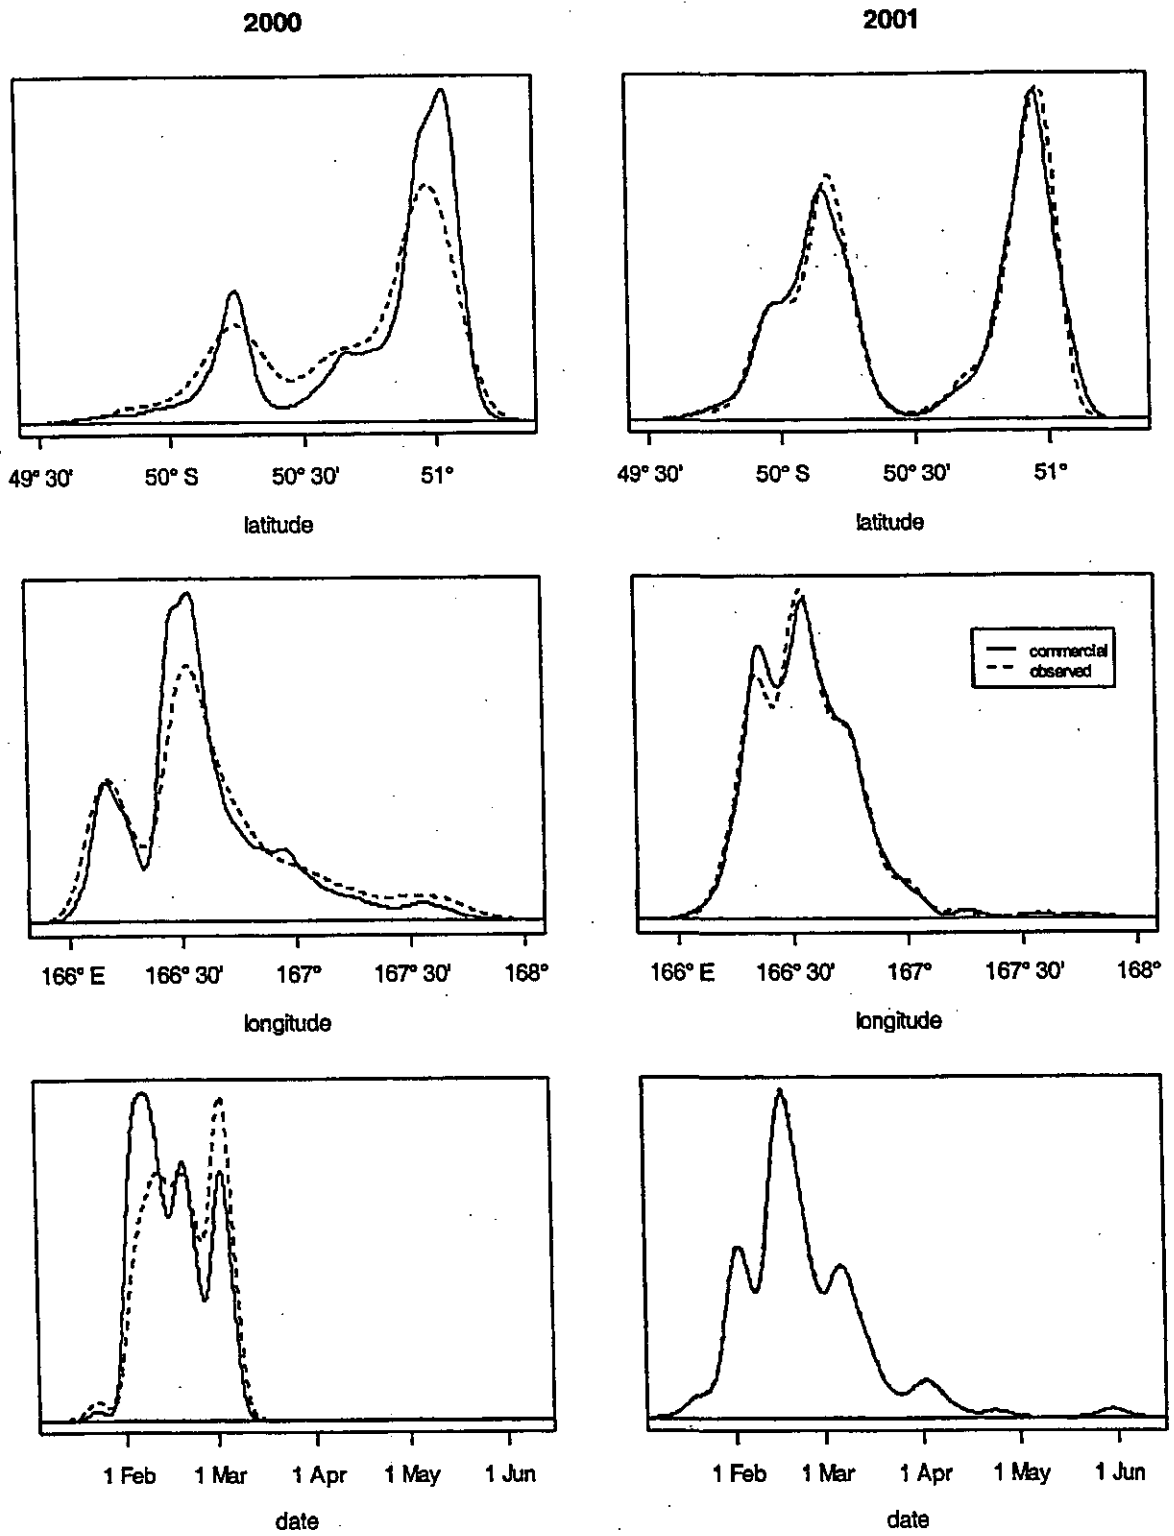 2000 2001
49° 30' 50° S 50° 30' 51° 49° 30' 50° S 50° 30' 51°
latitude latitude
commercial
observed
166° E 166° 30' 167° 167° 30' 168° 166° E 166° 30' 167° 167° 30' 168°
longitude longitude
1 Feb 1 Mar 1 Apr 1 May 1 Jun 1 Feb 1 Mar 1 Apr 1 May 1 Jun
date date